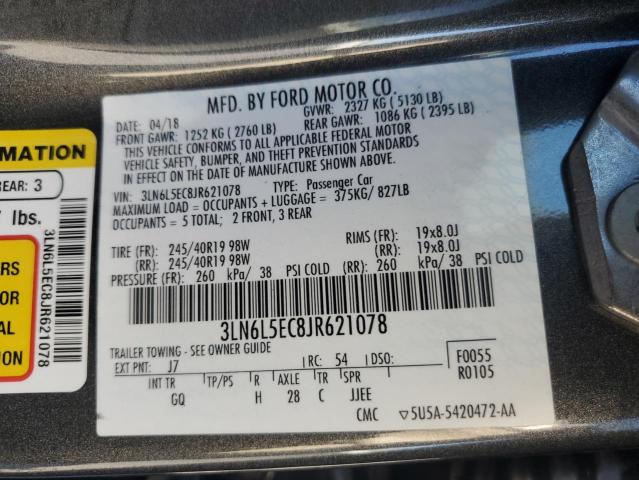 MFD. BY FORD MOTOR CO.
DATE: 04/18 GVWR: 2327 KG ( 5130 LB)
FRONT GAWR: 1252 KG ( 2760 LB) REAR GAWR: 1086 KG ( 2395 LB)
THIS VEHICLE CONFORMS TO ALL APPLICABLE FEDERAL MOTOR
VEHICLE SAFETY, BUMPER, AND THEFT PREVENTION STANDARDS
IN EFFECT ON THE DATE OF MANUFACTURE SHOWN ABOVE.
VIN: 3LN6L5EC8JR621078 TYPE: Passenger Car
MAXIMUM LOAD = OCCUPANTS + LUGGAGE = 375KG/ 827LB
OCCUPANTS = 5 TOTAL; 2 FRONT, 3 REAR
TIRE (FR): 245/40R19 98W RIMS (FR): 19x8.0J
(RR): 245/40R19 98W (RR): 19x8.0J
PRESSURE (FR): 260 kPa/ 38 PSI COLD (RR): 260 kPa/ 38 PSI COLD
3LN6L5EC8JR621078
TRAILER TOWING - SEE OWNER GUIDE
EXT PNT: J7 RC: 54 DSO: F0055
R0105
INT TR TP/PS R AXLE TR SPR
GQ H 28 C JJEE
CMC ▽5U5A-5420472-AA
RMATION
REAR: 3
lbs.
ERS
OR
AL
ON
3LN6L5EC8JR621078